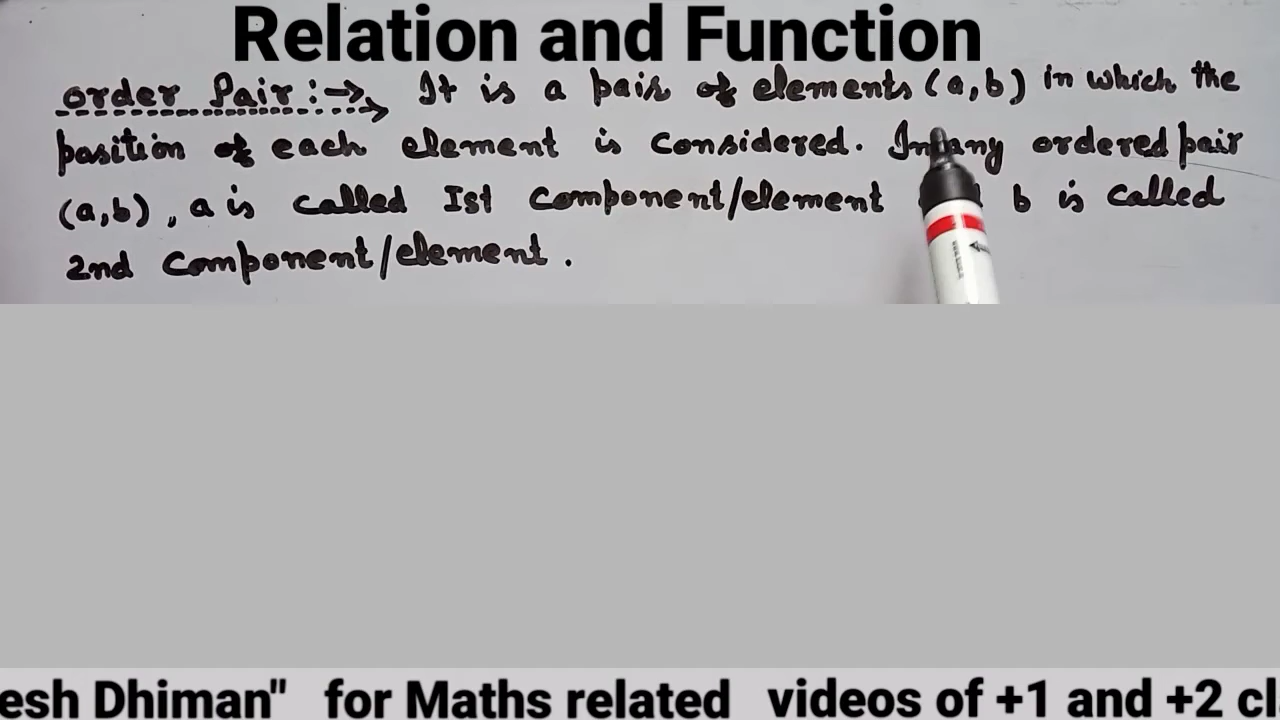 Relation and Function
order Pair :→ It is a pair of elements (a,b) in which the
position of each element is considered. In any ordered pair
(a,b), a is called Ist Component/element b is called
2nd Component/element.
esh Dhiman" for Maths related videos of +1 and +2 cl